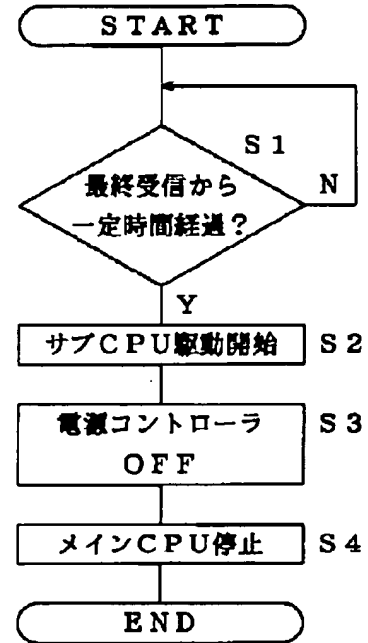 START
S1
最終受信から
一定時間経過?
N
Y
サブCPU駆動開始
S2
電源コントローラ
OFF
S3
メインCPU停止
S4
END